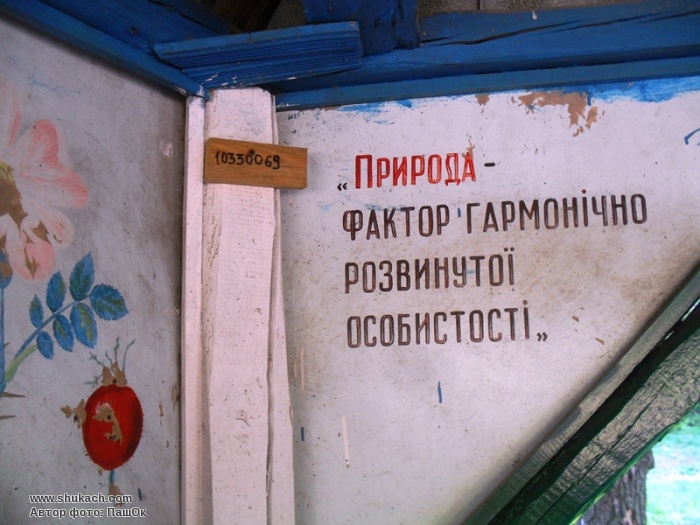 10330069
„ПРИРОДА -
ФАКТОР ГАРМОНІЧНО
РОЗВИНУТОЇ
ОСОБИСТОСТІ„
www.shukach.com
Автор фото: ПашОк